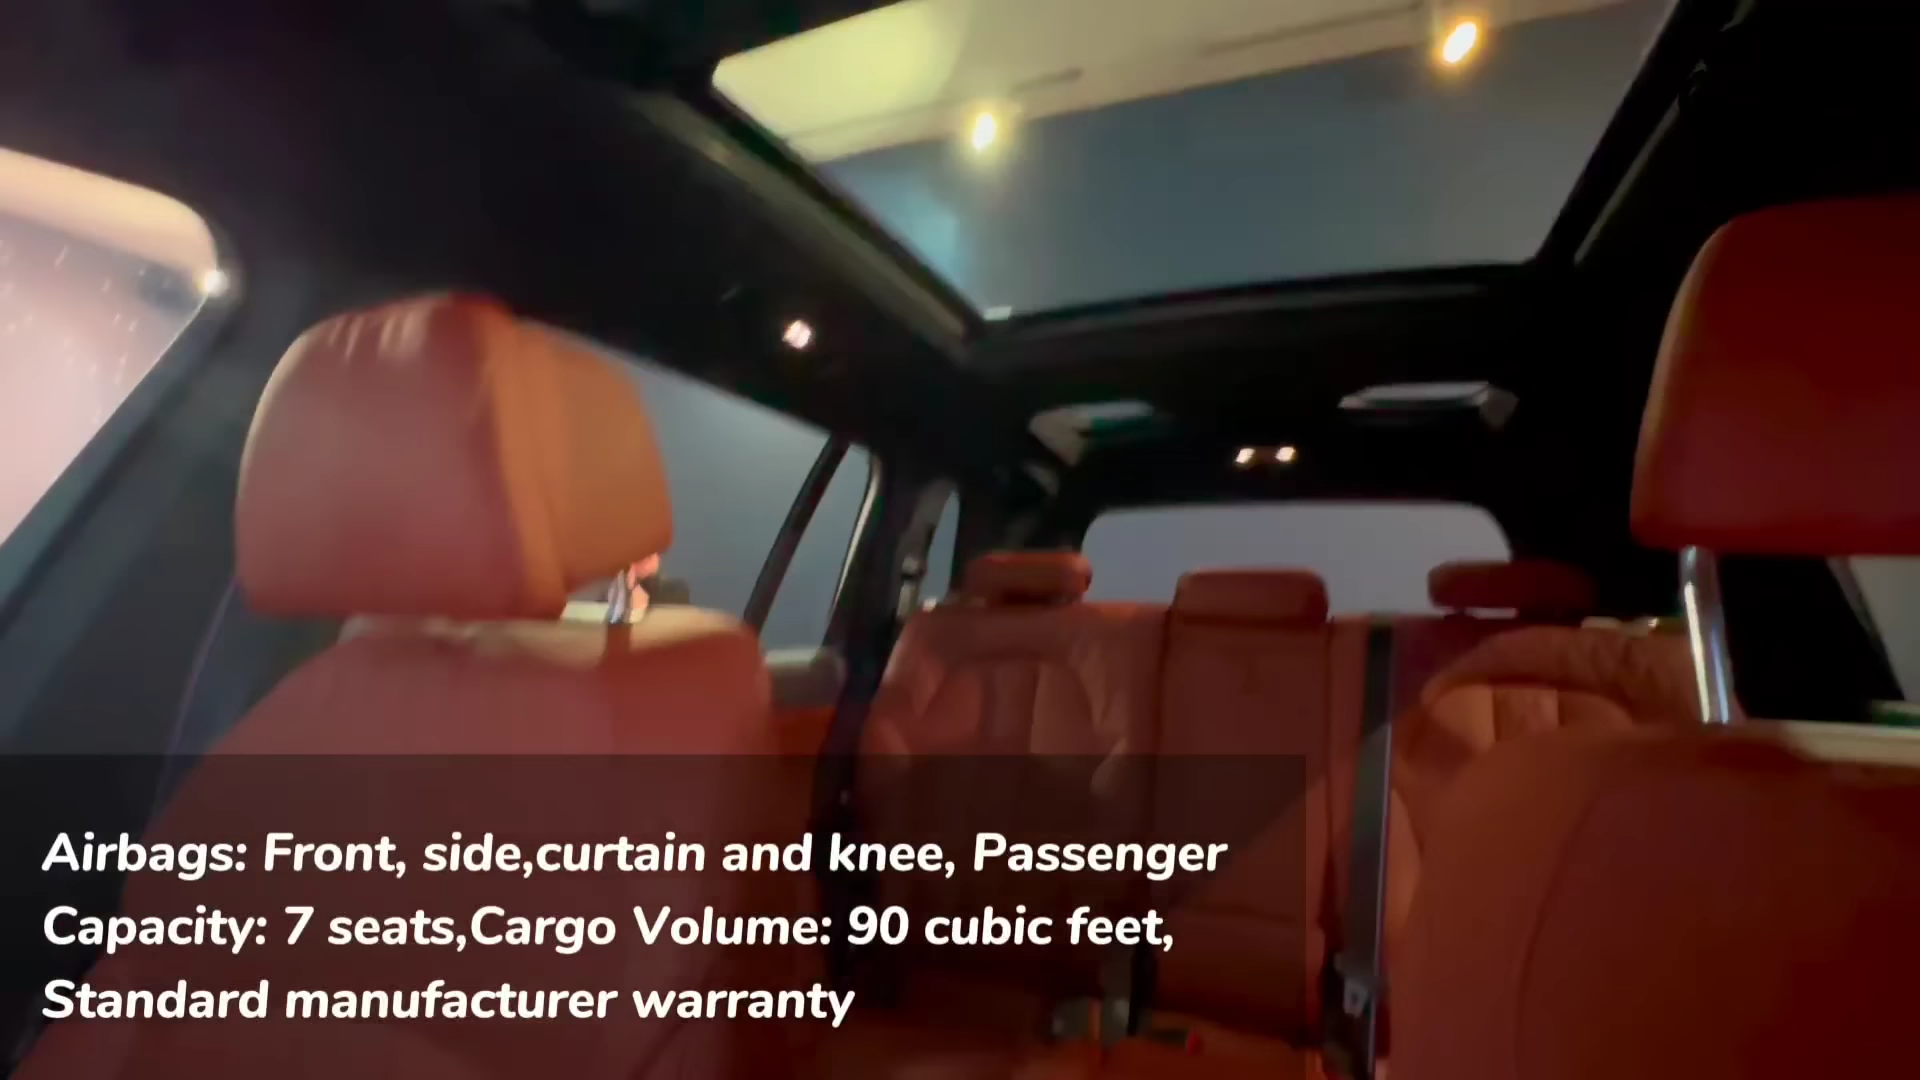 Airbags: Front, side,curtain and knee, Passenger
Capacity: 7 seats,Cargo Volume: 90 cubic feet,
Standard manufacturer warranty